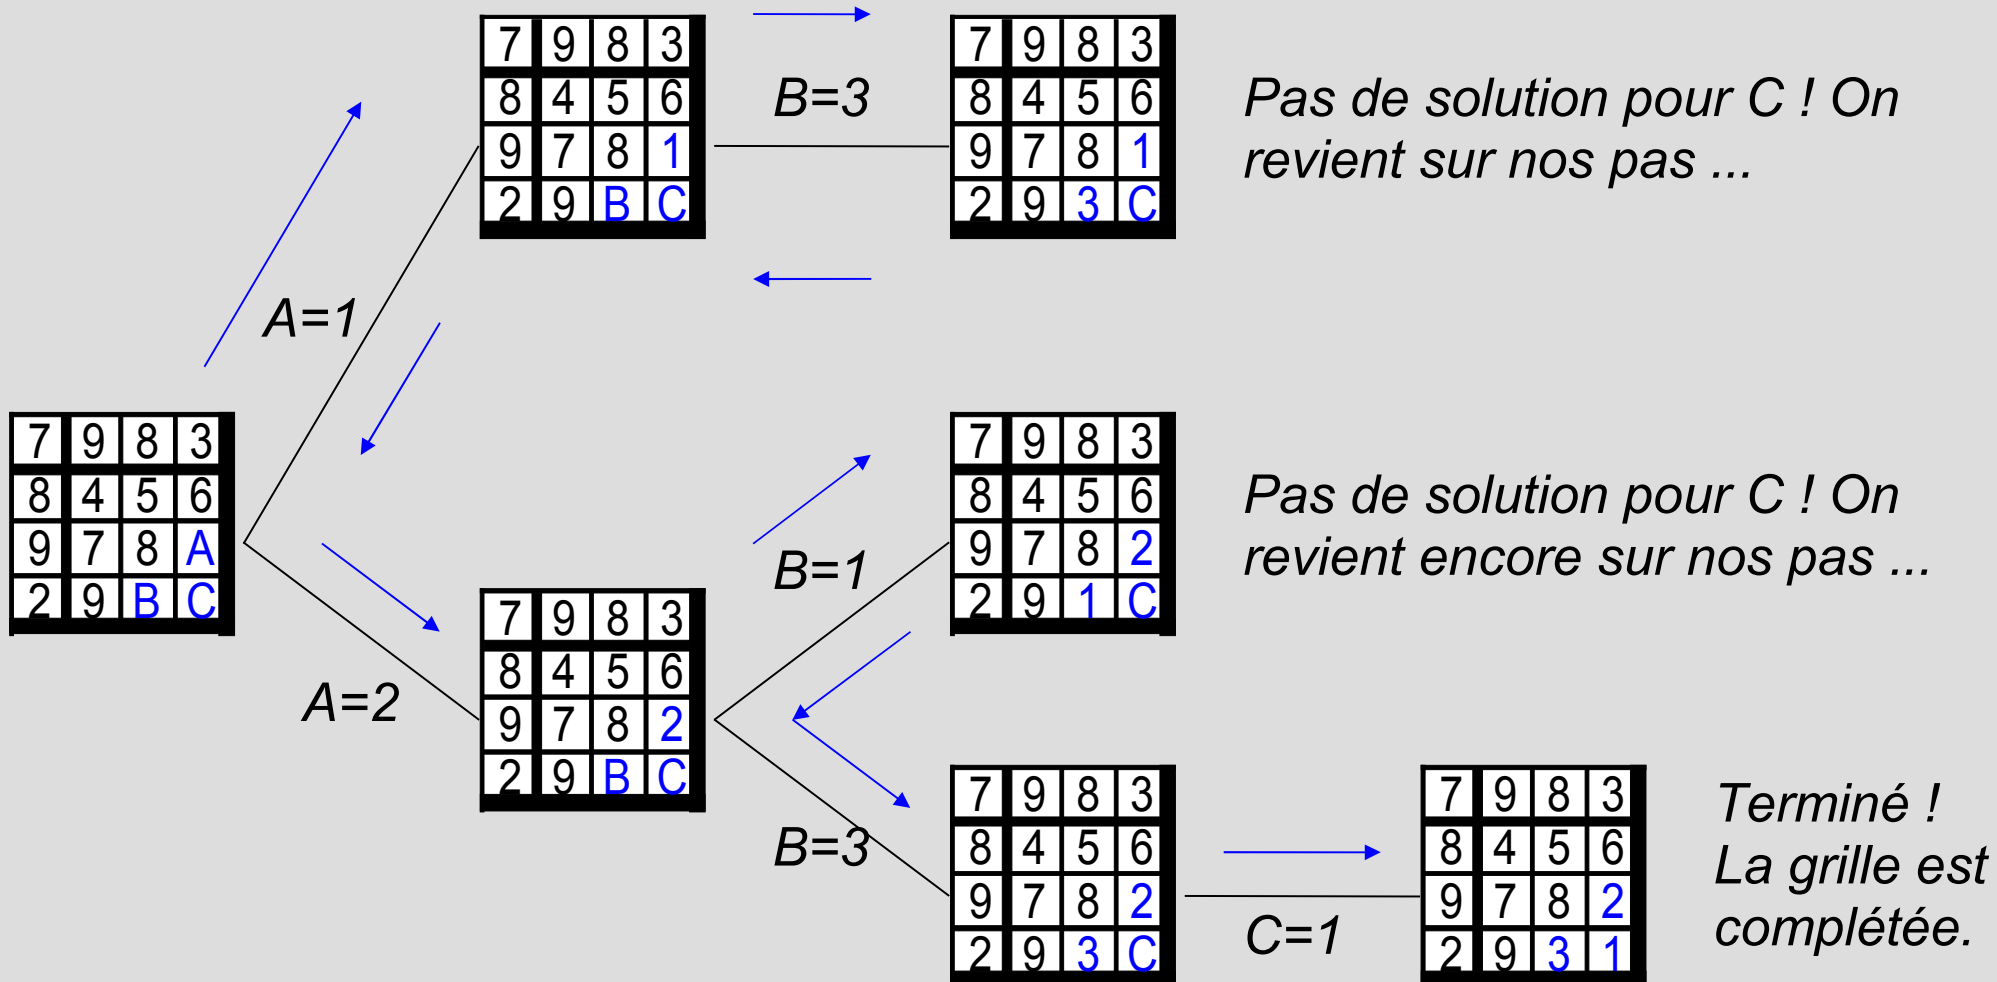 7 9 8 3
8 4 5 6
9 7 8 1
2 9 B C
B=3
7 9 8 3
8 4 5 6
9 7 8 1
2 9 3 C
Pas de solution pour C ! On
revient sur nos pas ...
A=1
7 9 8 3
8 4 5 6
9 7 8 A
2 9 B C
A=2
7 9 8 3
8 4 5 6
9 7 8 2
2 9 B C
B=1
7 9 8 3
8 4 5 6
9 7 8 2
2 9 1 C
Pas de solution pour C ! On
revient encore sur nos pas ...
B=3
7 9 8 3
8 4 5 6
9 7 8 2
2 9 3 C
C=1
7 9 8 3
8 4 5 6
9 7 8 2
2 9 3 1
Terminé !
La grille est
complétée.